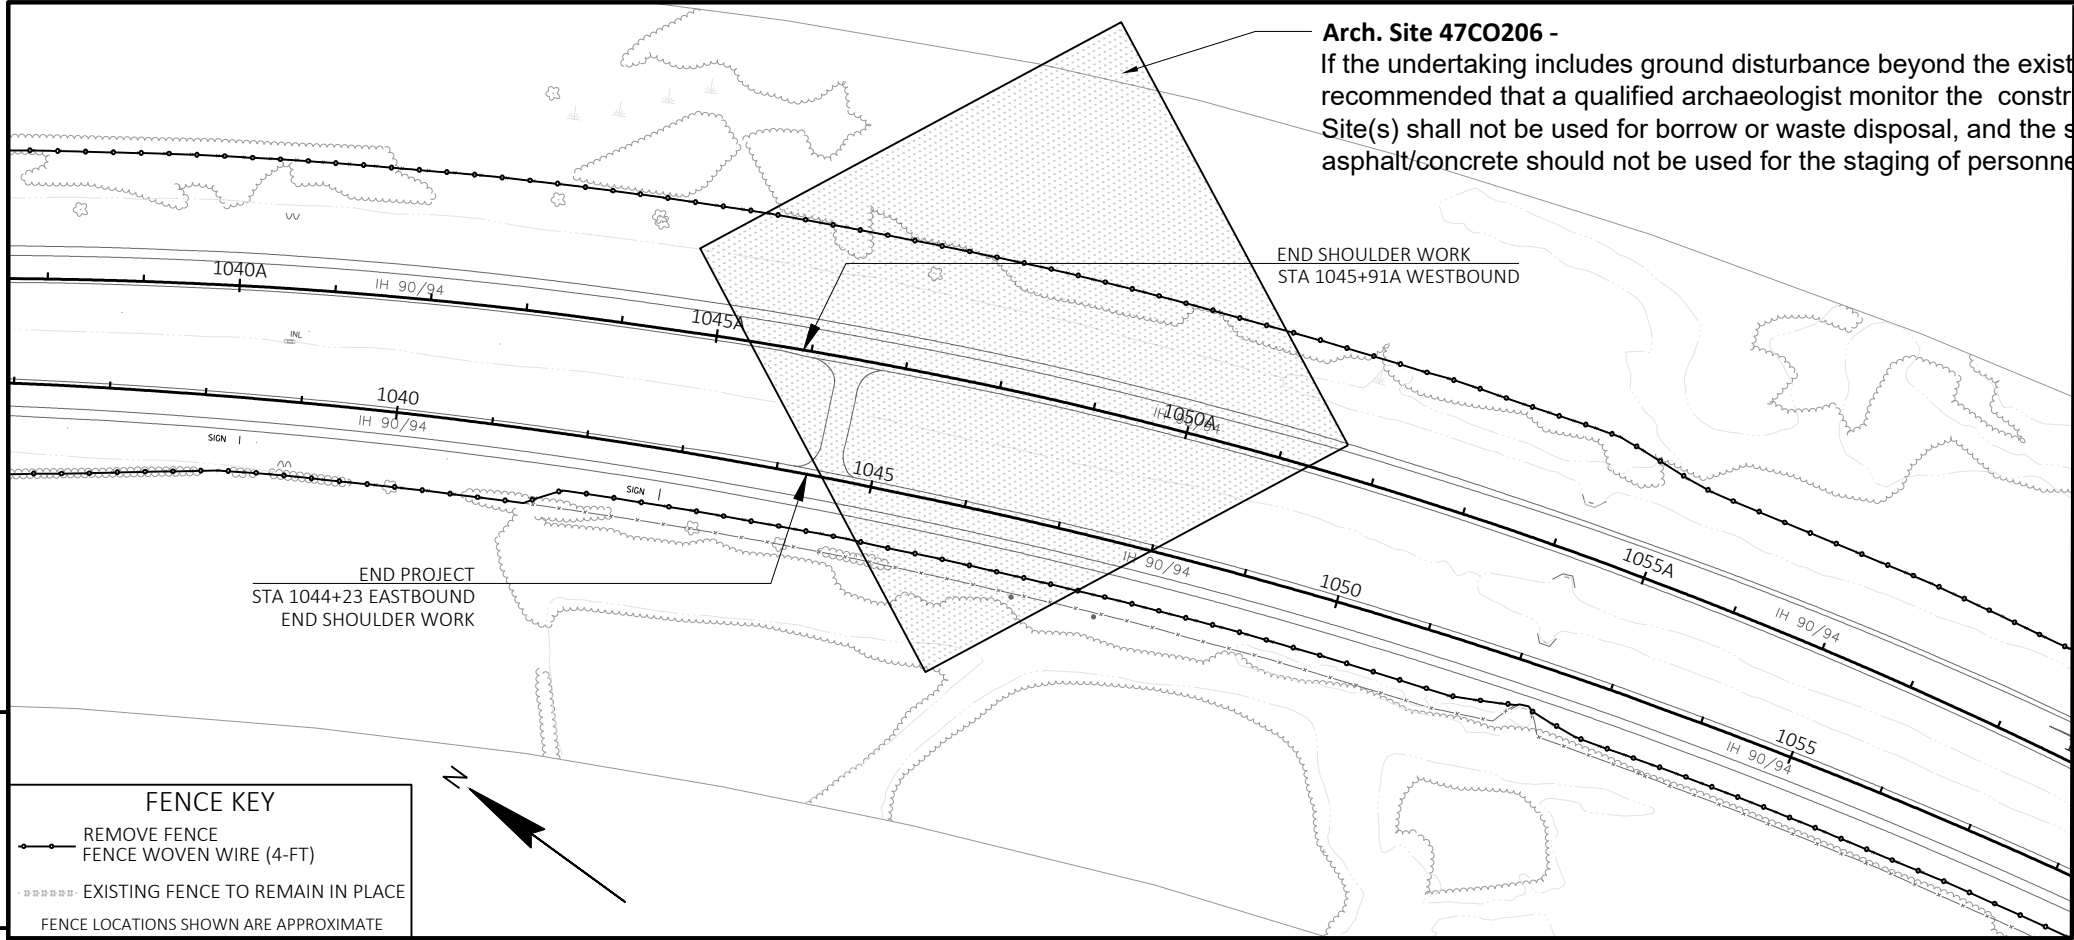 Arch. Site 47CO206 -
If the undertaking includes ground disturbance beyond the exist
recommended that a qualified archaeologist monitor the constr
Site(s) shall not be used for borrow or waste disposal, and the s
asphalt/concrete should not be used for the staging of personne
END SHOULDER WORK
STA 1045+91A WESTBOUND
1040A
IH 90/94
1045A
INL
1040
IH 90/94
SIGN
1050A
IH 90/94
1045
SIGN
IH 90/94
1055A
1050
IH 90/94
END PROJECT
STA 1044+23 EASTBOUND
END SHOULDER WORK
1055
IH 90/94
N
FENCE KEY
REMOVE FENCE
FENCE WOVEN WIRE (4-FT)
EXISTING FENCE TO REMAIN IN PLACE
FENCE LOCATIONS SHOWN ARE APPROXIMATE